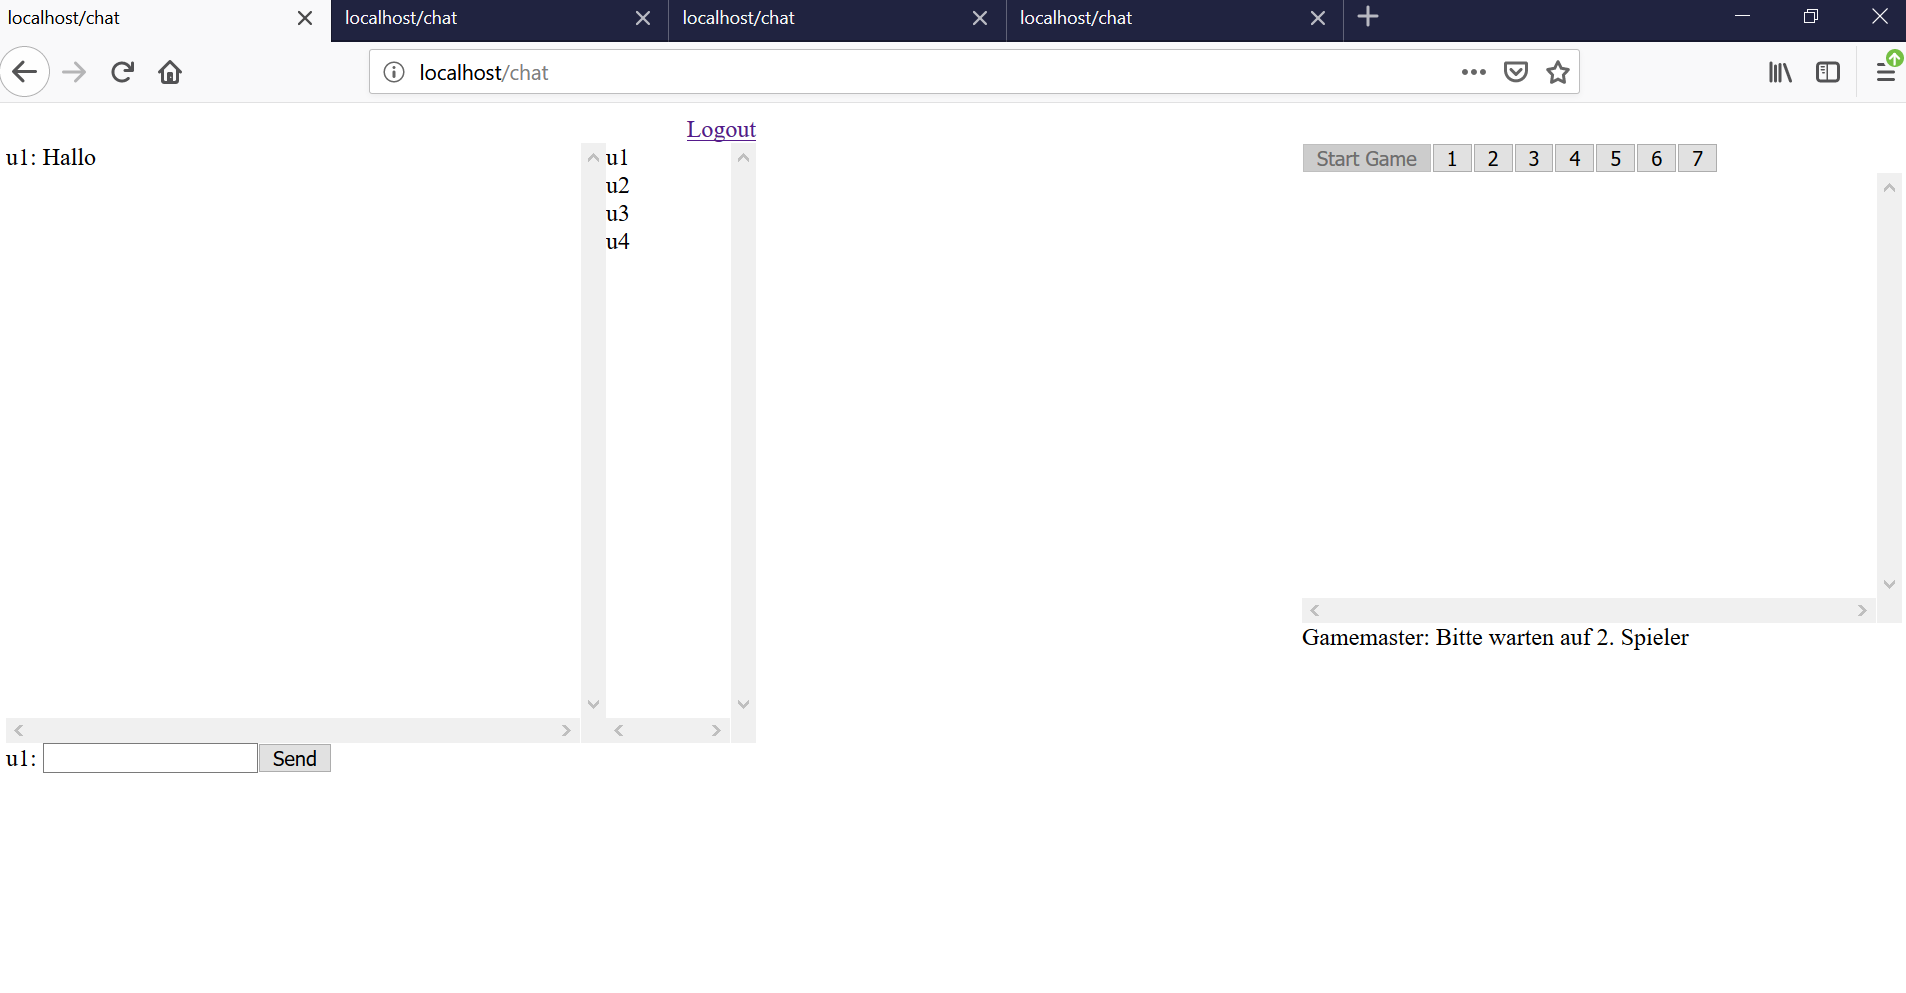 localhost/chat
localhost/chat
localhost/chat
localhost/chat
localhost/chat
Logout
u1: Hallo
u1
u2
u3
u4
Start Game 1 2 3 4 5 6 7
Gamemaster: Bitte warten auf 2. Spieler
u1: Send